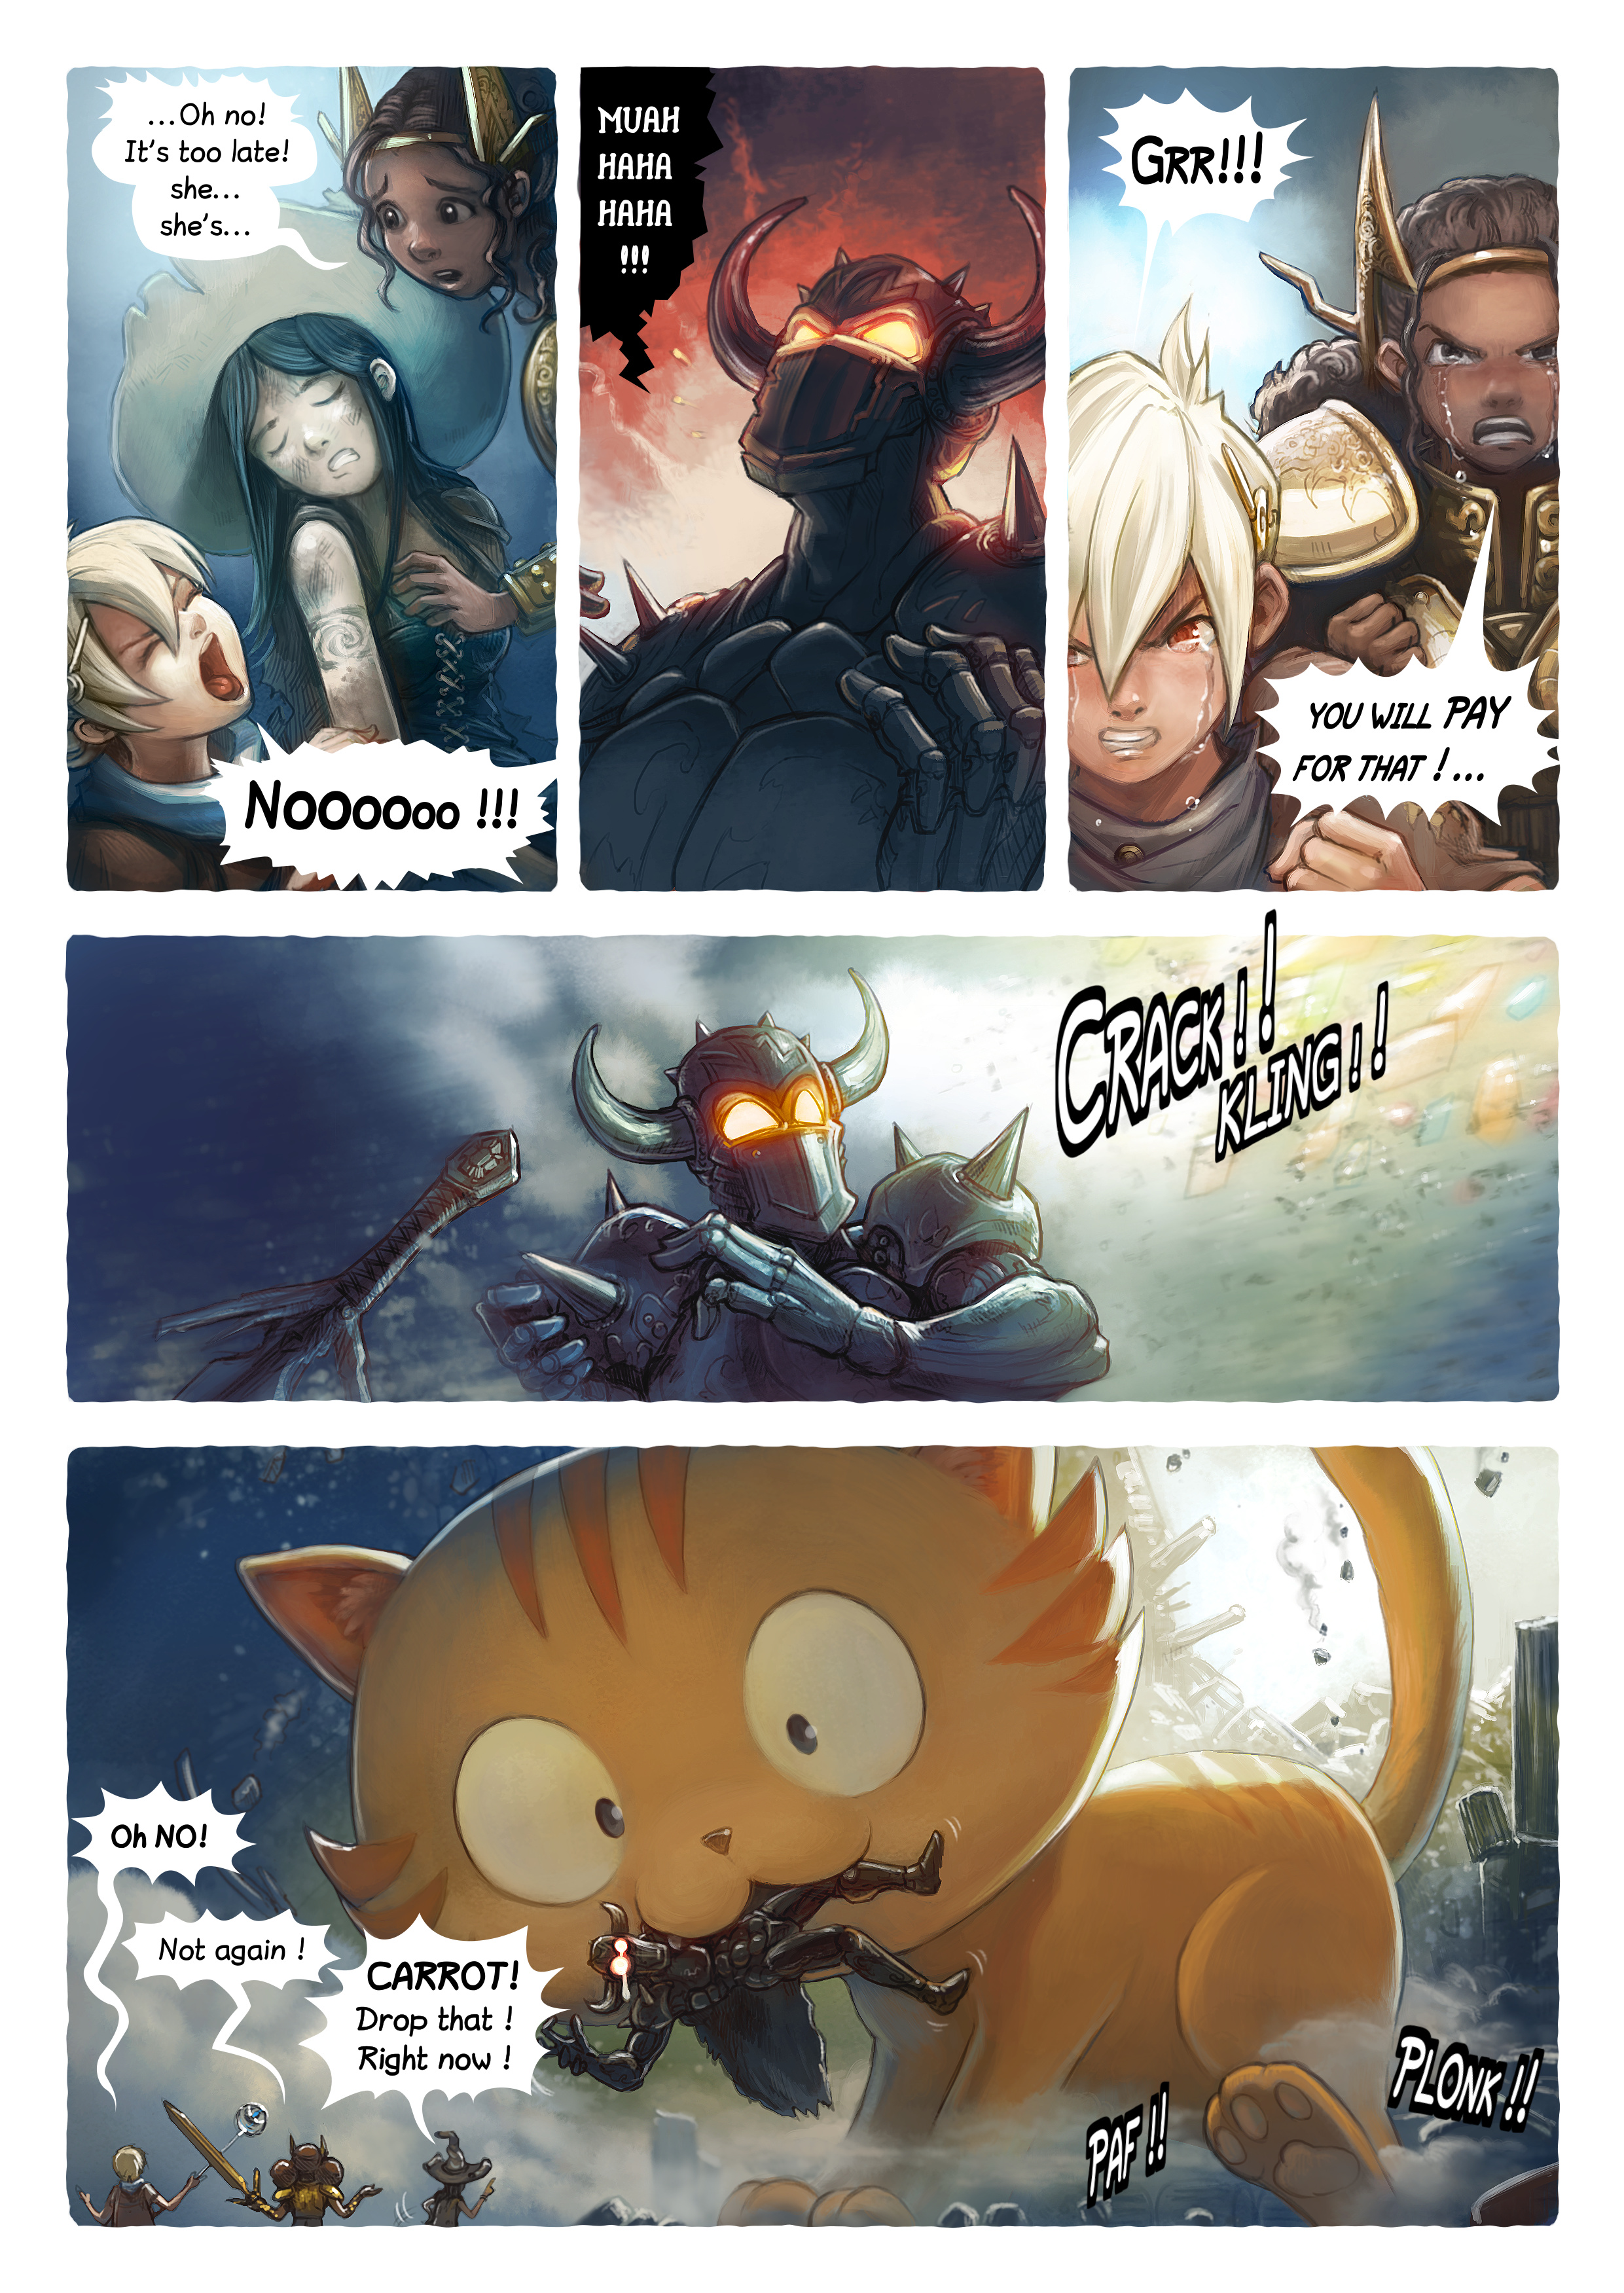 ...Oh no!
It's too late!
she...
she's...
Noooooo !!!
MUAH
HAHA
HAHA
!!!
GRR!!!
YOU WILL PAY
FOR THAT !...
CRACK !!
KLING !!
Oh NO!
Not again !
CARROT!
Drop that !
Right now !
PAF !!
PLONK !!